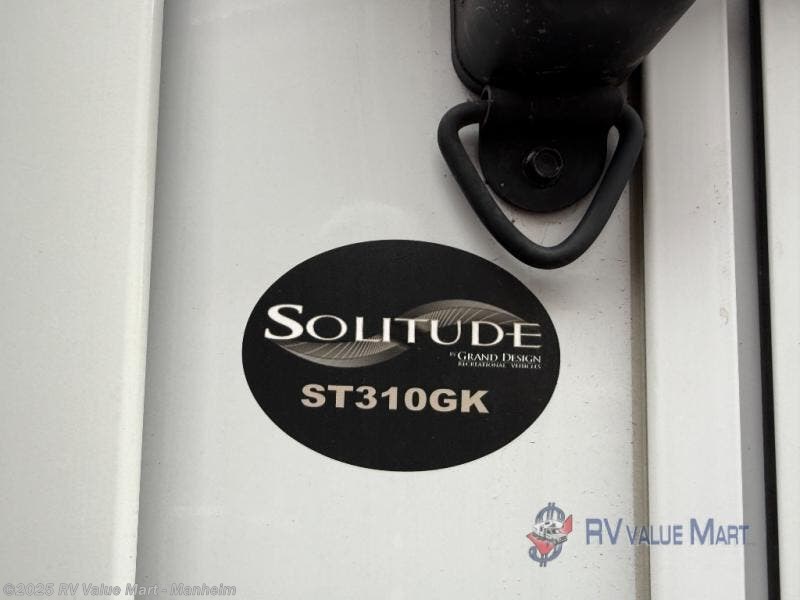 SOLITUDE
BY GRAND DESIGN
RECREATIONAL VEHICLES
ST310GK
RV VALUE MART
©2025 RV Value Mart - Manheim